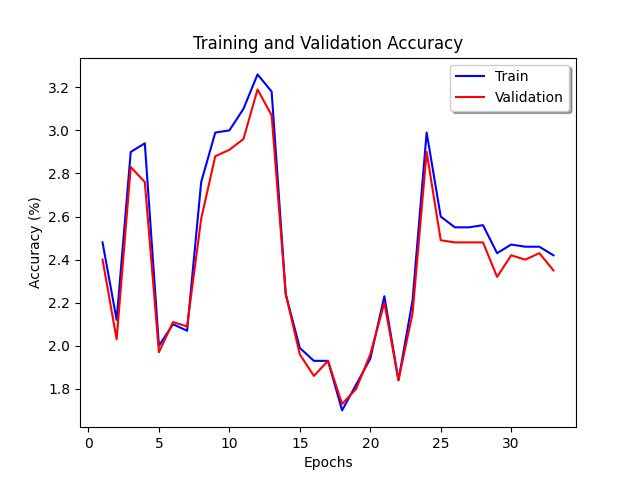 Training and Validation Accuracy
Train
Validation
Accuracy (%)
3.2
3.0
2.8
2.6
2.4
2.2
2.0
1.8
0 5 10 15 20 25 30
Epochs